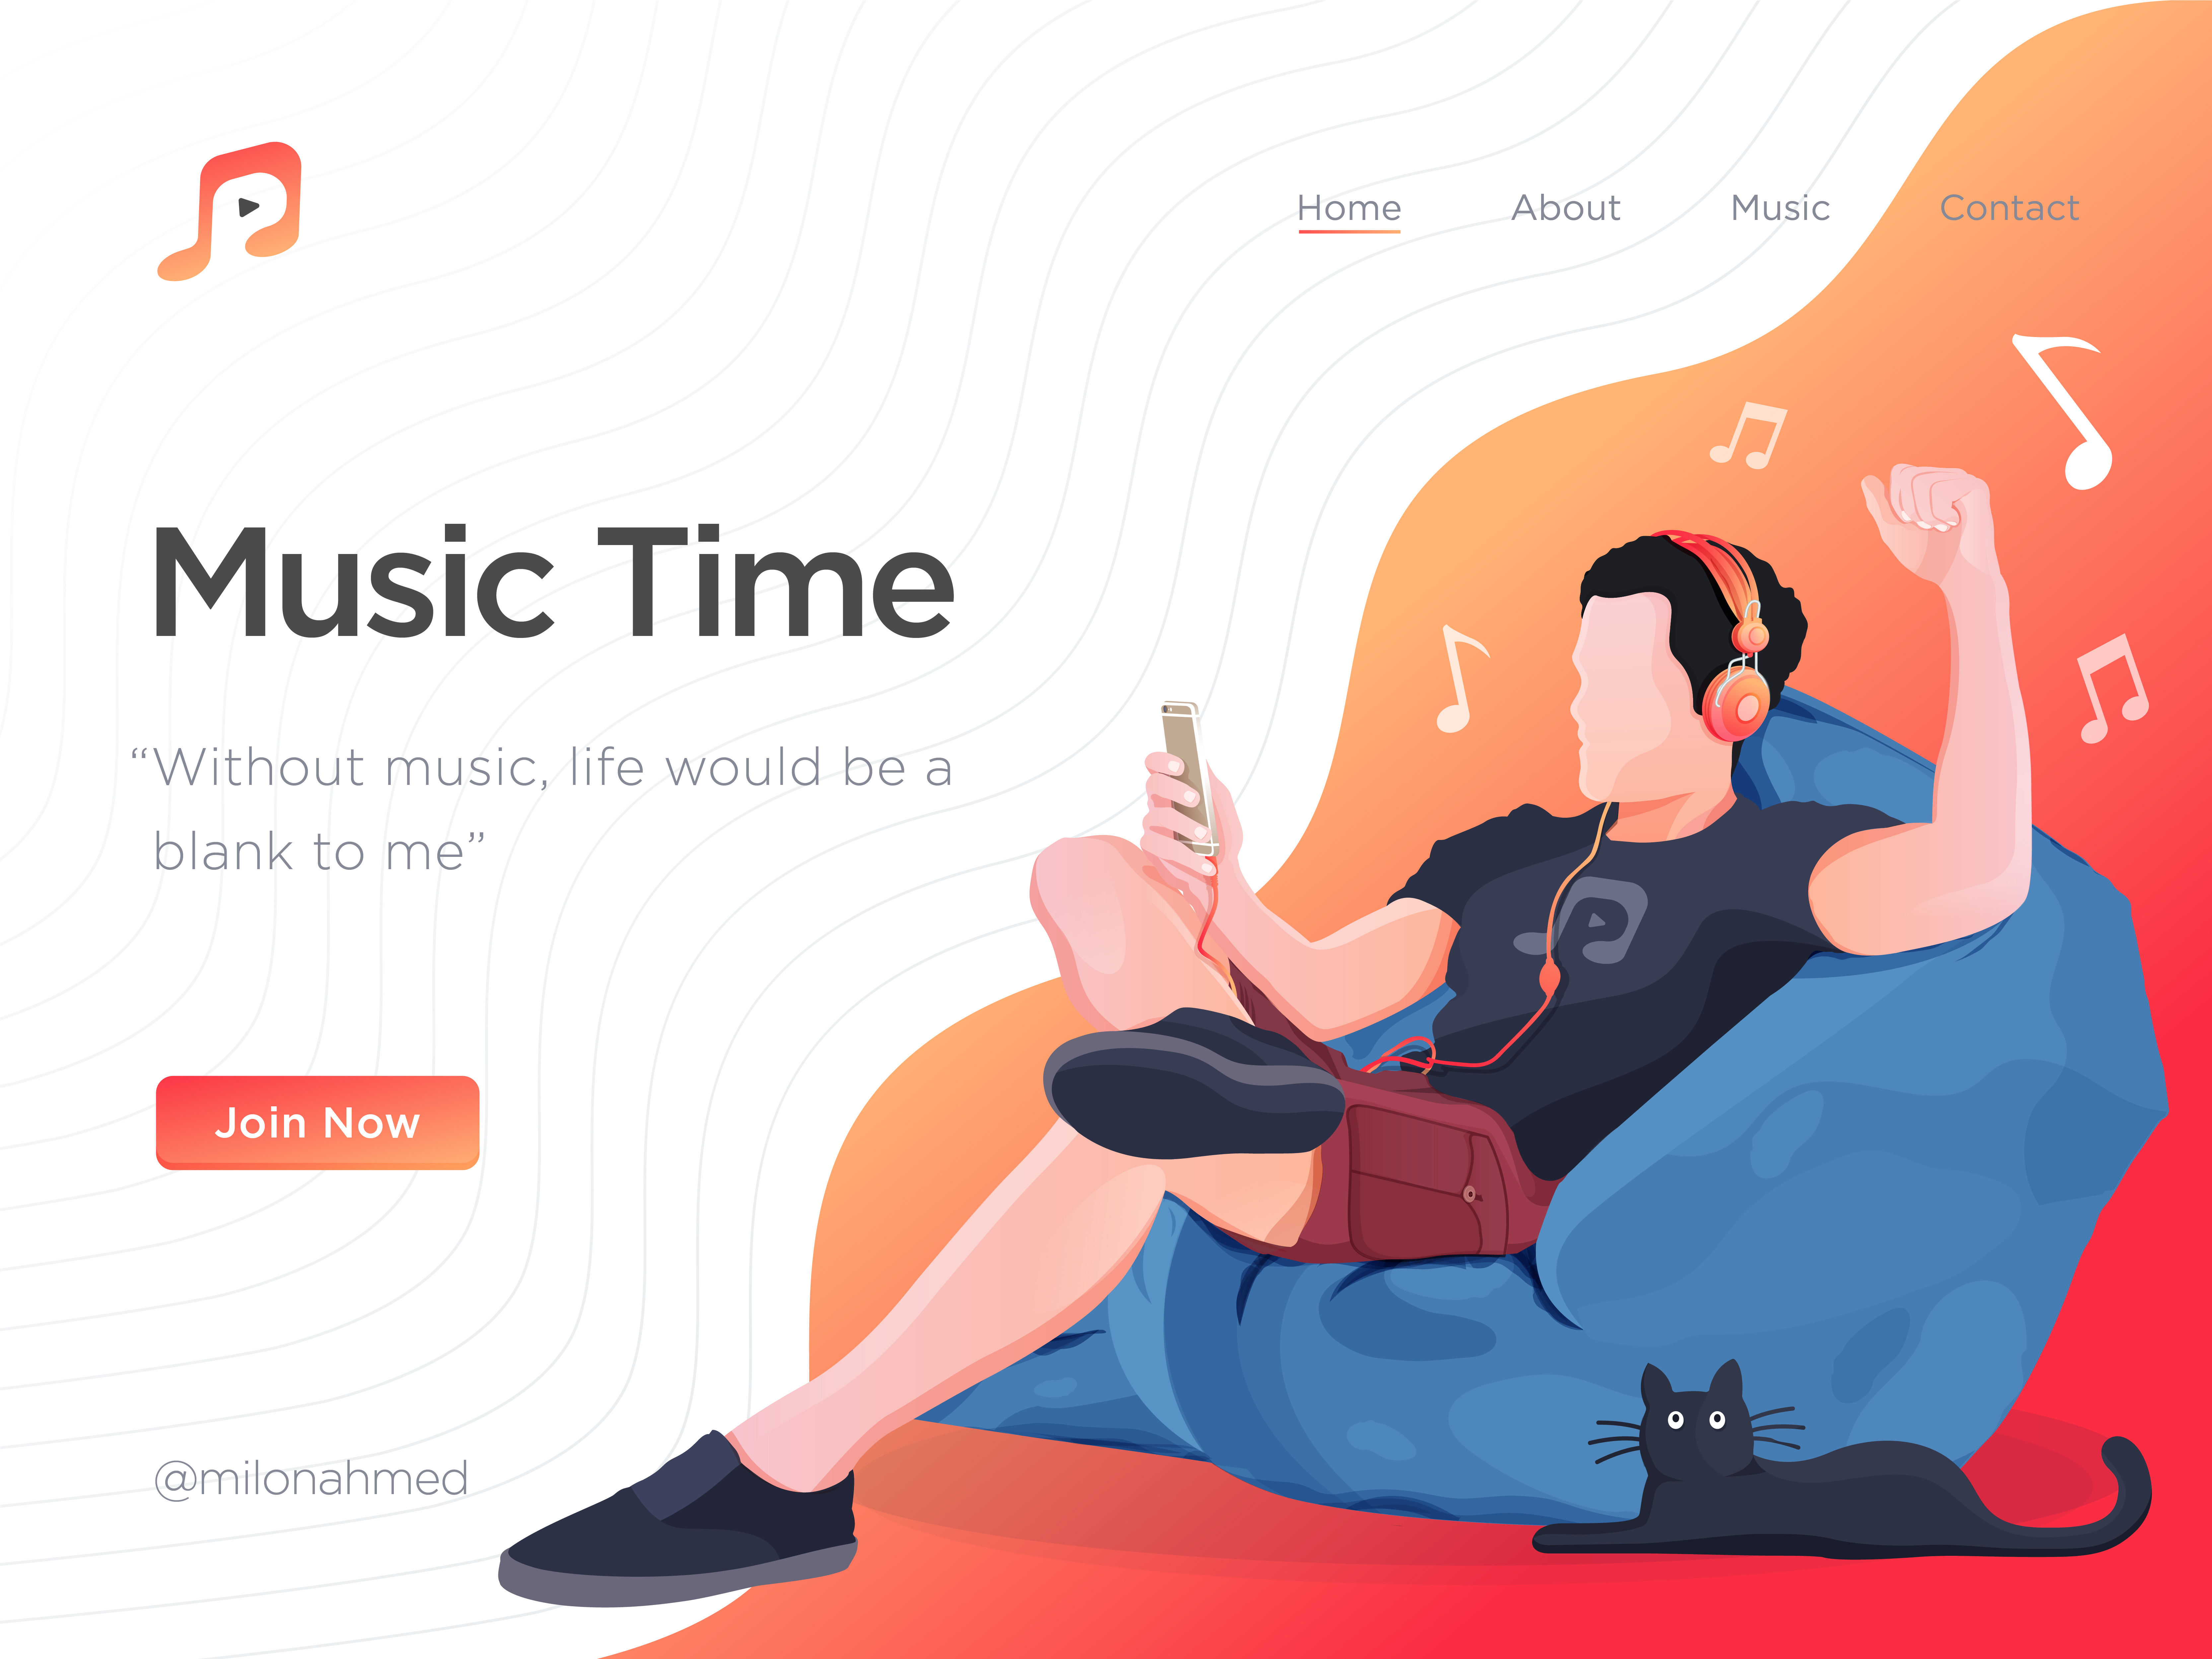 Home About Music Contact
Music Time
“Without music, life would be a
blank to me”
Join Now
@milonahmed